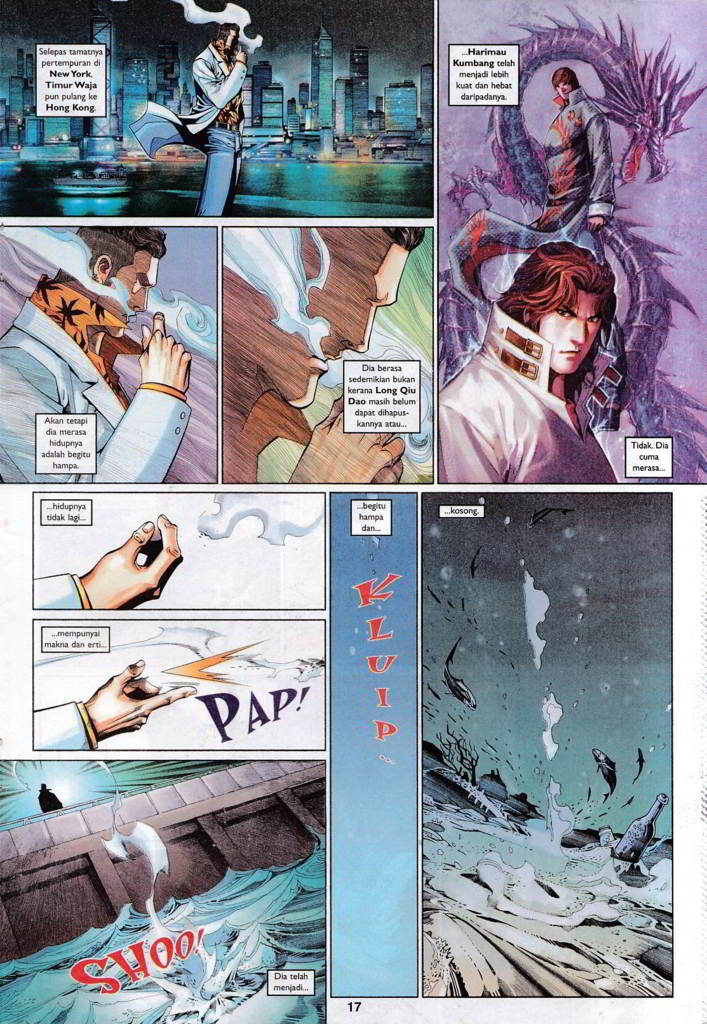 Selepas tamatnya
pertempuran di
New York,
Timur Waja
pun pulang ke
Hong Kong.
...Harimau
Kumbang telah
menjadi lebih
kuat dan hebat
daripadanya.
Akan tetapi
dia merasa
hidupnya
adalah begitu
hampa.
Dia berasa
sedemikian bukan
kerana Long Qiu
Dao masih belum
dapat dihapus-
kannya atau...
Tidak. Dia
cuma
merasa...
...hidupnya
tidak lagi...
...mempunyai
makna dan erti...
PAP!
SHOO!
Dia telah
menjadi...
...begitu
hampa
dan...
KLUIP...
...kosong.
17